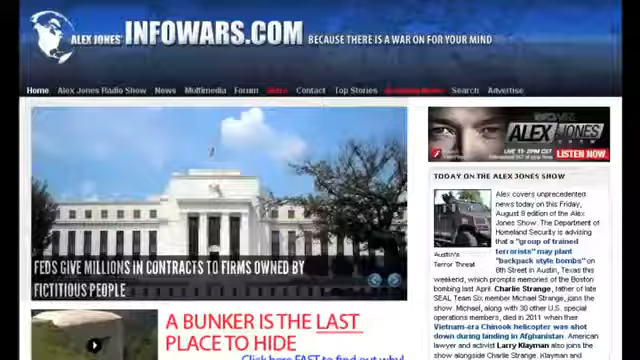 ALEX JONES' INFOWARS.COM BECAUSE THERE IS A WAR ON FOR YOUR MIND
Home Alex Jones Radio Show News Multimedia Forum Store Contact Top Stories Breaking News Search Advertise
ALEX JONES
SHOW
LISTEN NOW
FEDS GIVE MILLIONS IN CONTRACTS TO FIRMS OWNED BY
FICTITIOUS PEOPLE
TODAY ON THE ALEX JONES SHOW
Alex covers unprecedented
news today on this Friday,
August 9 edition of the Alex
Jones Show. The Department of
Homeland Security is advising
that a "group of trained
terrorists" may plant
"backpack style bombs" on
6th Street in Austin, Texas this
Austin's
Terror Threat
weekend, which prompts memories of the Boston
bombing last April. Charlie Strange, father of late
SEAL Team Six member Michael Strange, joins the
show. Michael, along with 30 other U.S. special
operations members, died in 2011 when their
Vietnam-era Chinook helicopter was shot
down during landing in Afghanistan. American
lawyer and activist Larry Klayman also joins the
show alongside Charlie Strange. Klayman and
A BUNKER IS THE LAST
PLACE TO HIDE
Click here FAST to find out why!